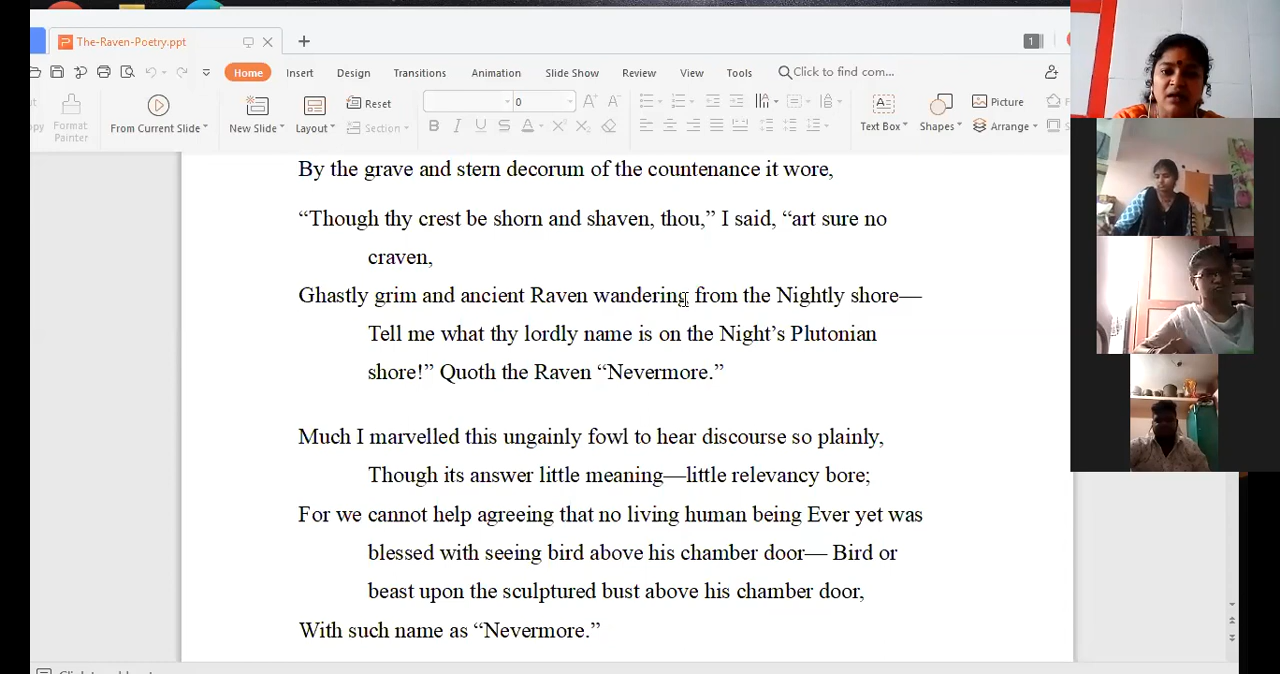 The-Raven-Poetry.ppt
1
Home Insert Design Transitions Animation Slide Show Review View Tools Click to find com...
Format Painter
From Current Slide
New Slide
Layout
Reset
Section
0
B I U S A X² X₂
Text Box
Shapes
Picture
Arrange
By the grave and stern decorum of the countenance it wore,
“Though thy crest be shorn and shaven, thou,” I said, “art sure no
craven,
Ghastly grim and ancient Raven wandering from the Nightly shore—
Tell me what thy lordly name is on the Night’s Plutonian
shore!” Quoth the Raven “Nevermore.”
Much I marvelled this ungainly fowl to hear discourse so plainly,
Though its answer little meaning—little relevancy bore;
For we cannot help agreeing that no living human being Ever yet was
blessed with seeing bird above his chamber door— Bird or
beast upon the sculptured bust above his chamber door,
With such name as “Nevermore.”